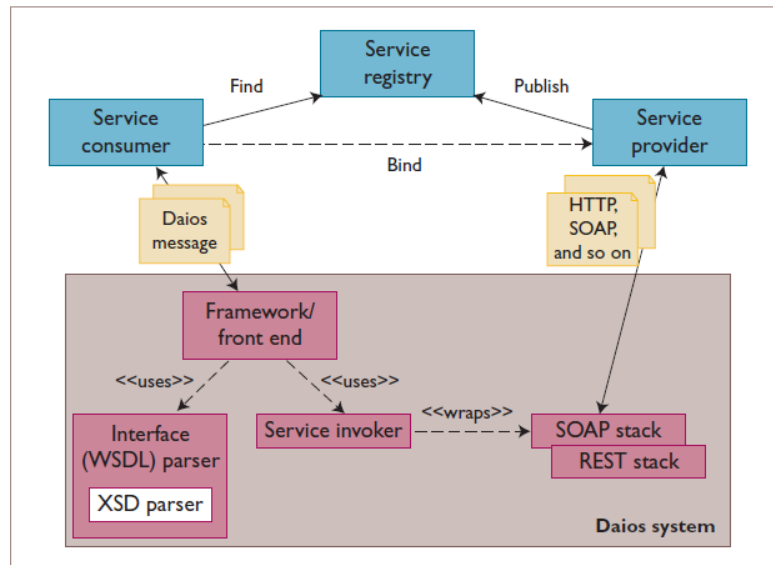 Service
registry
Find
Publish
Service
consumer
Service
provider
Bind
Daios
message
HTTP,
SOAP,
and so on
Framework/
front end
<<uses>>
<<uses>>
<<wraps>>
Interface
(WSDL) parser
Service invoker
SOAP stack
REST stack
XSD parser
Daios system